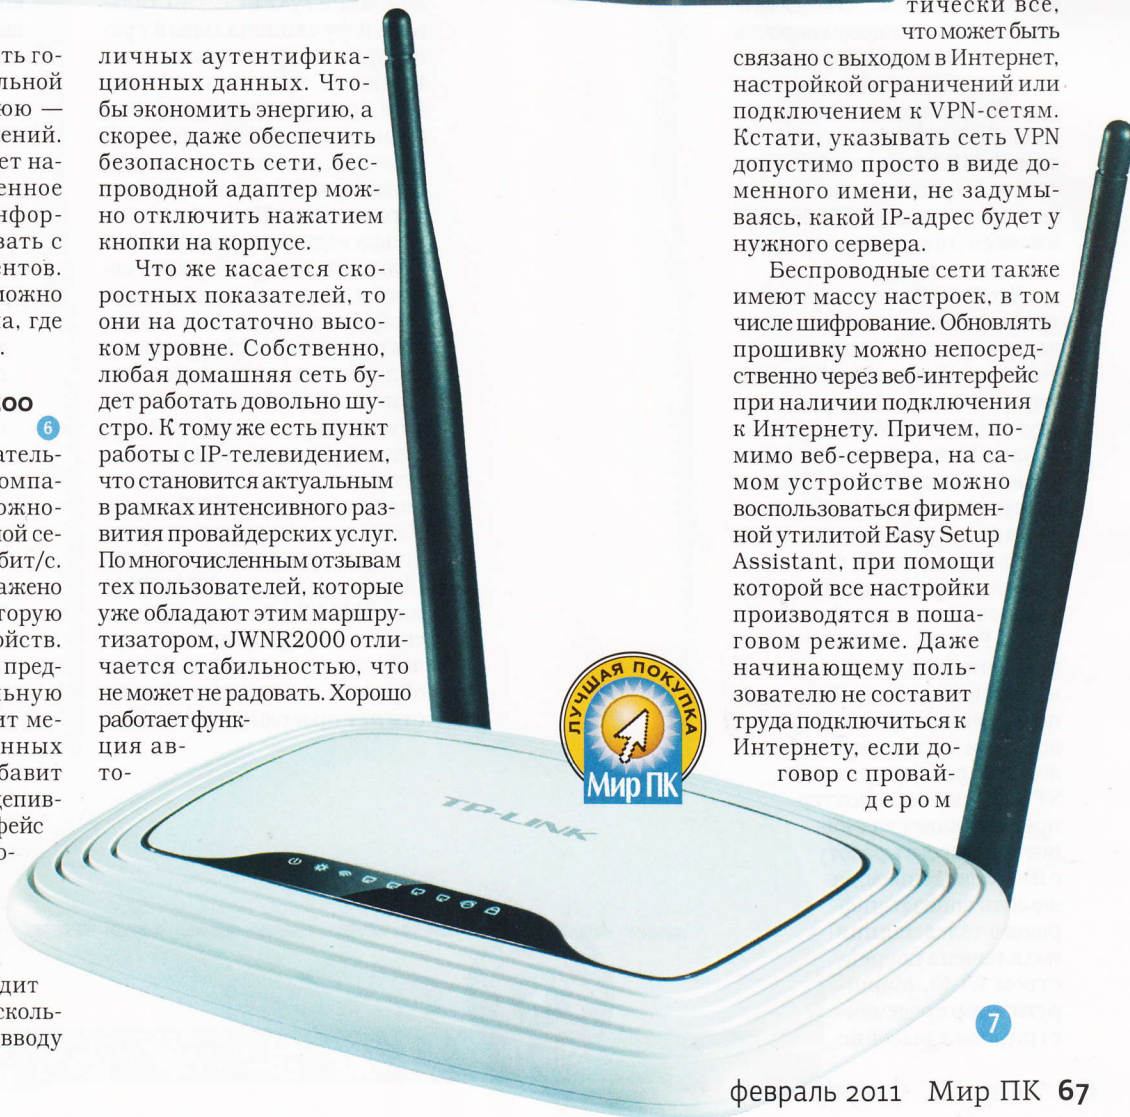 ть го-
льной
юю —
ений.
ет на-
енное
нфор-
вать с
ентов.
можно
а, где
.
.00
6
атель-
омпа-
ожно-
ой се-
бит/с.
ажено
торую
ойств.
пред-
льную
ит ме-
нных
бавит
цепив-
фейс
о-
дит
сколь-
вводу
личных аутентифика-
ционных данных. Что-
бы экономить энергию, а
скорее, даже обеспечить
безопасность сети, бес-
проводной адаптер мож-
но отключить нажатием
кнопки на корпусе.
Что же касается ско-
ростных показателей, то
они на достаточно высо-
ком уровне. Собственно,
любая домашняя сеть бу-
дет работать довольно шу-
стро. К тому же есть пункт
работы с IP-телевидением,
что становится актуальным
в рамках интенсивного раз-
вития провайдерских услуг.
По многочисленным отзывам
тех пользователей, которые
уже обладают этим маршру-
тизатором, JWNR2000 отли-
чается стабильностью, что
не может не радовать. Хорошо
работает функ-
ция ав-
то-
ЛУЧШАЯ ПОКУПКА
Мир ПК
TP-LINK
тически все,
что может быть
связано с выходом в Интернет,
настройкой ограничений или
подключением к VPN-сетям.
Кстати, указывать сеть VPN
допустимо просто в виде до-
менного имени, не задумы-
ваясь, какой IP-адрес будет у
нужного сервера.
Беспроводные сети также
имеют массу настроек, в том
числе шифрование. Обновлять
прошивку можно непосред-
ственно через веб-интерфейс
при наличии подключения
к Интернету. Причем, по-
мимо веб-сервера, на са-
мом устройстве можно
воспользоваться фирмен-
ной утилитой Easy Setup
Assistant, при помощи
которой все настройки
производятся в поша-
говом режиме. Даже
начинающему поль-
зователю не составит
труда подключиться к
Интернету, если до-
говор с провай-
дером
7
февраль 2011 Мир ПК 67